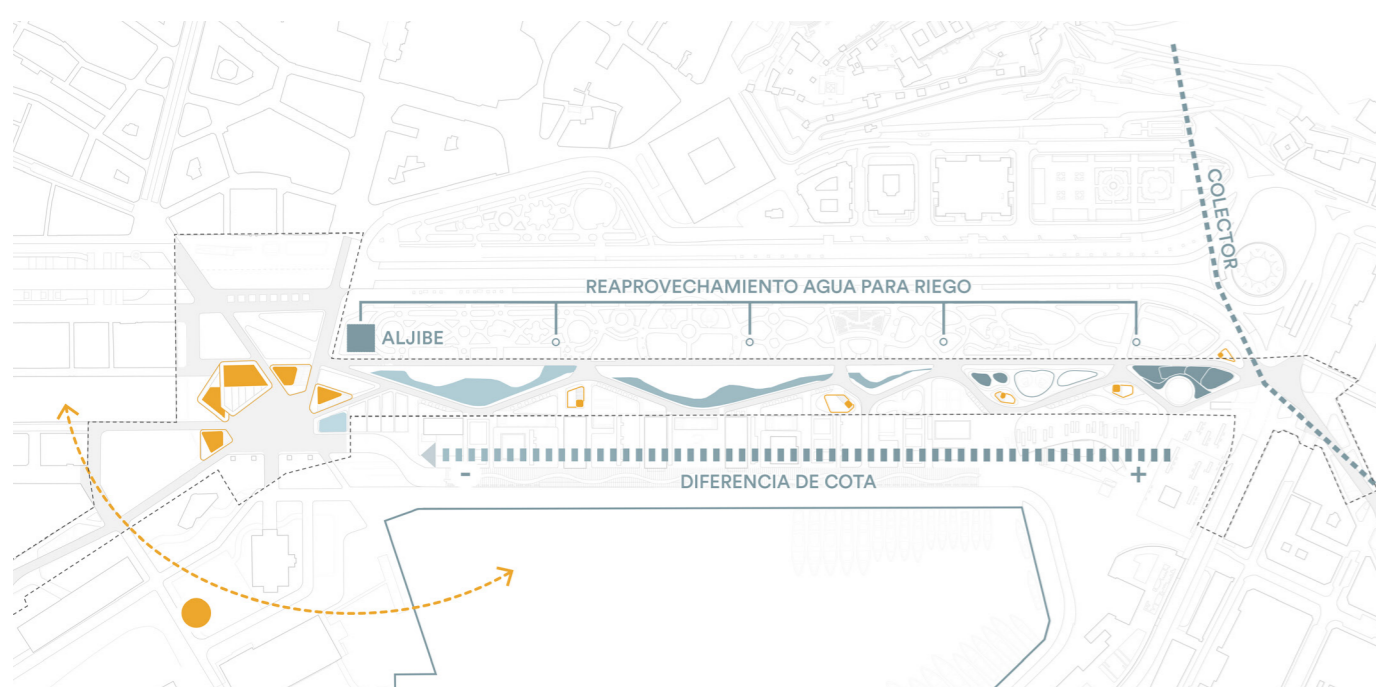 COLECTOR
REAPROVECHAMIENTO AGUA PARA RIEGO
ALJIBE
- +
DIFERENCIA DE COTA